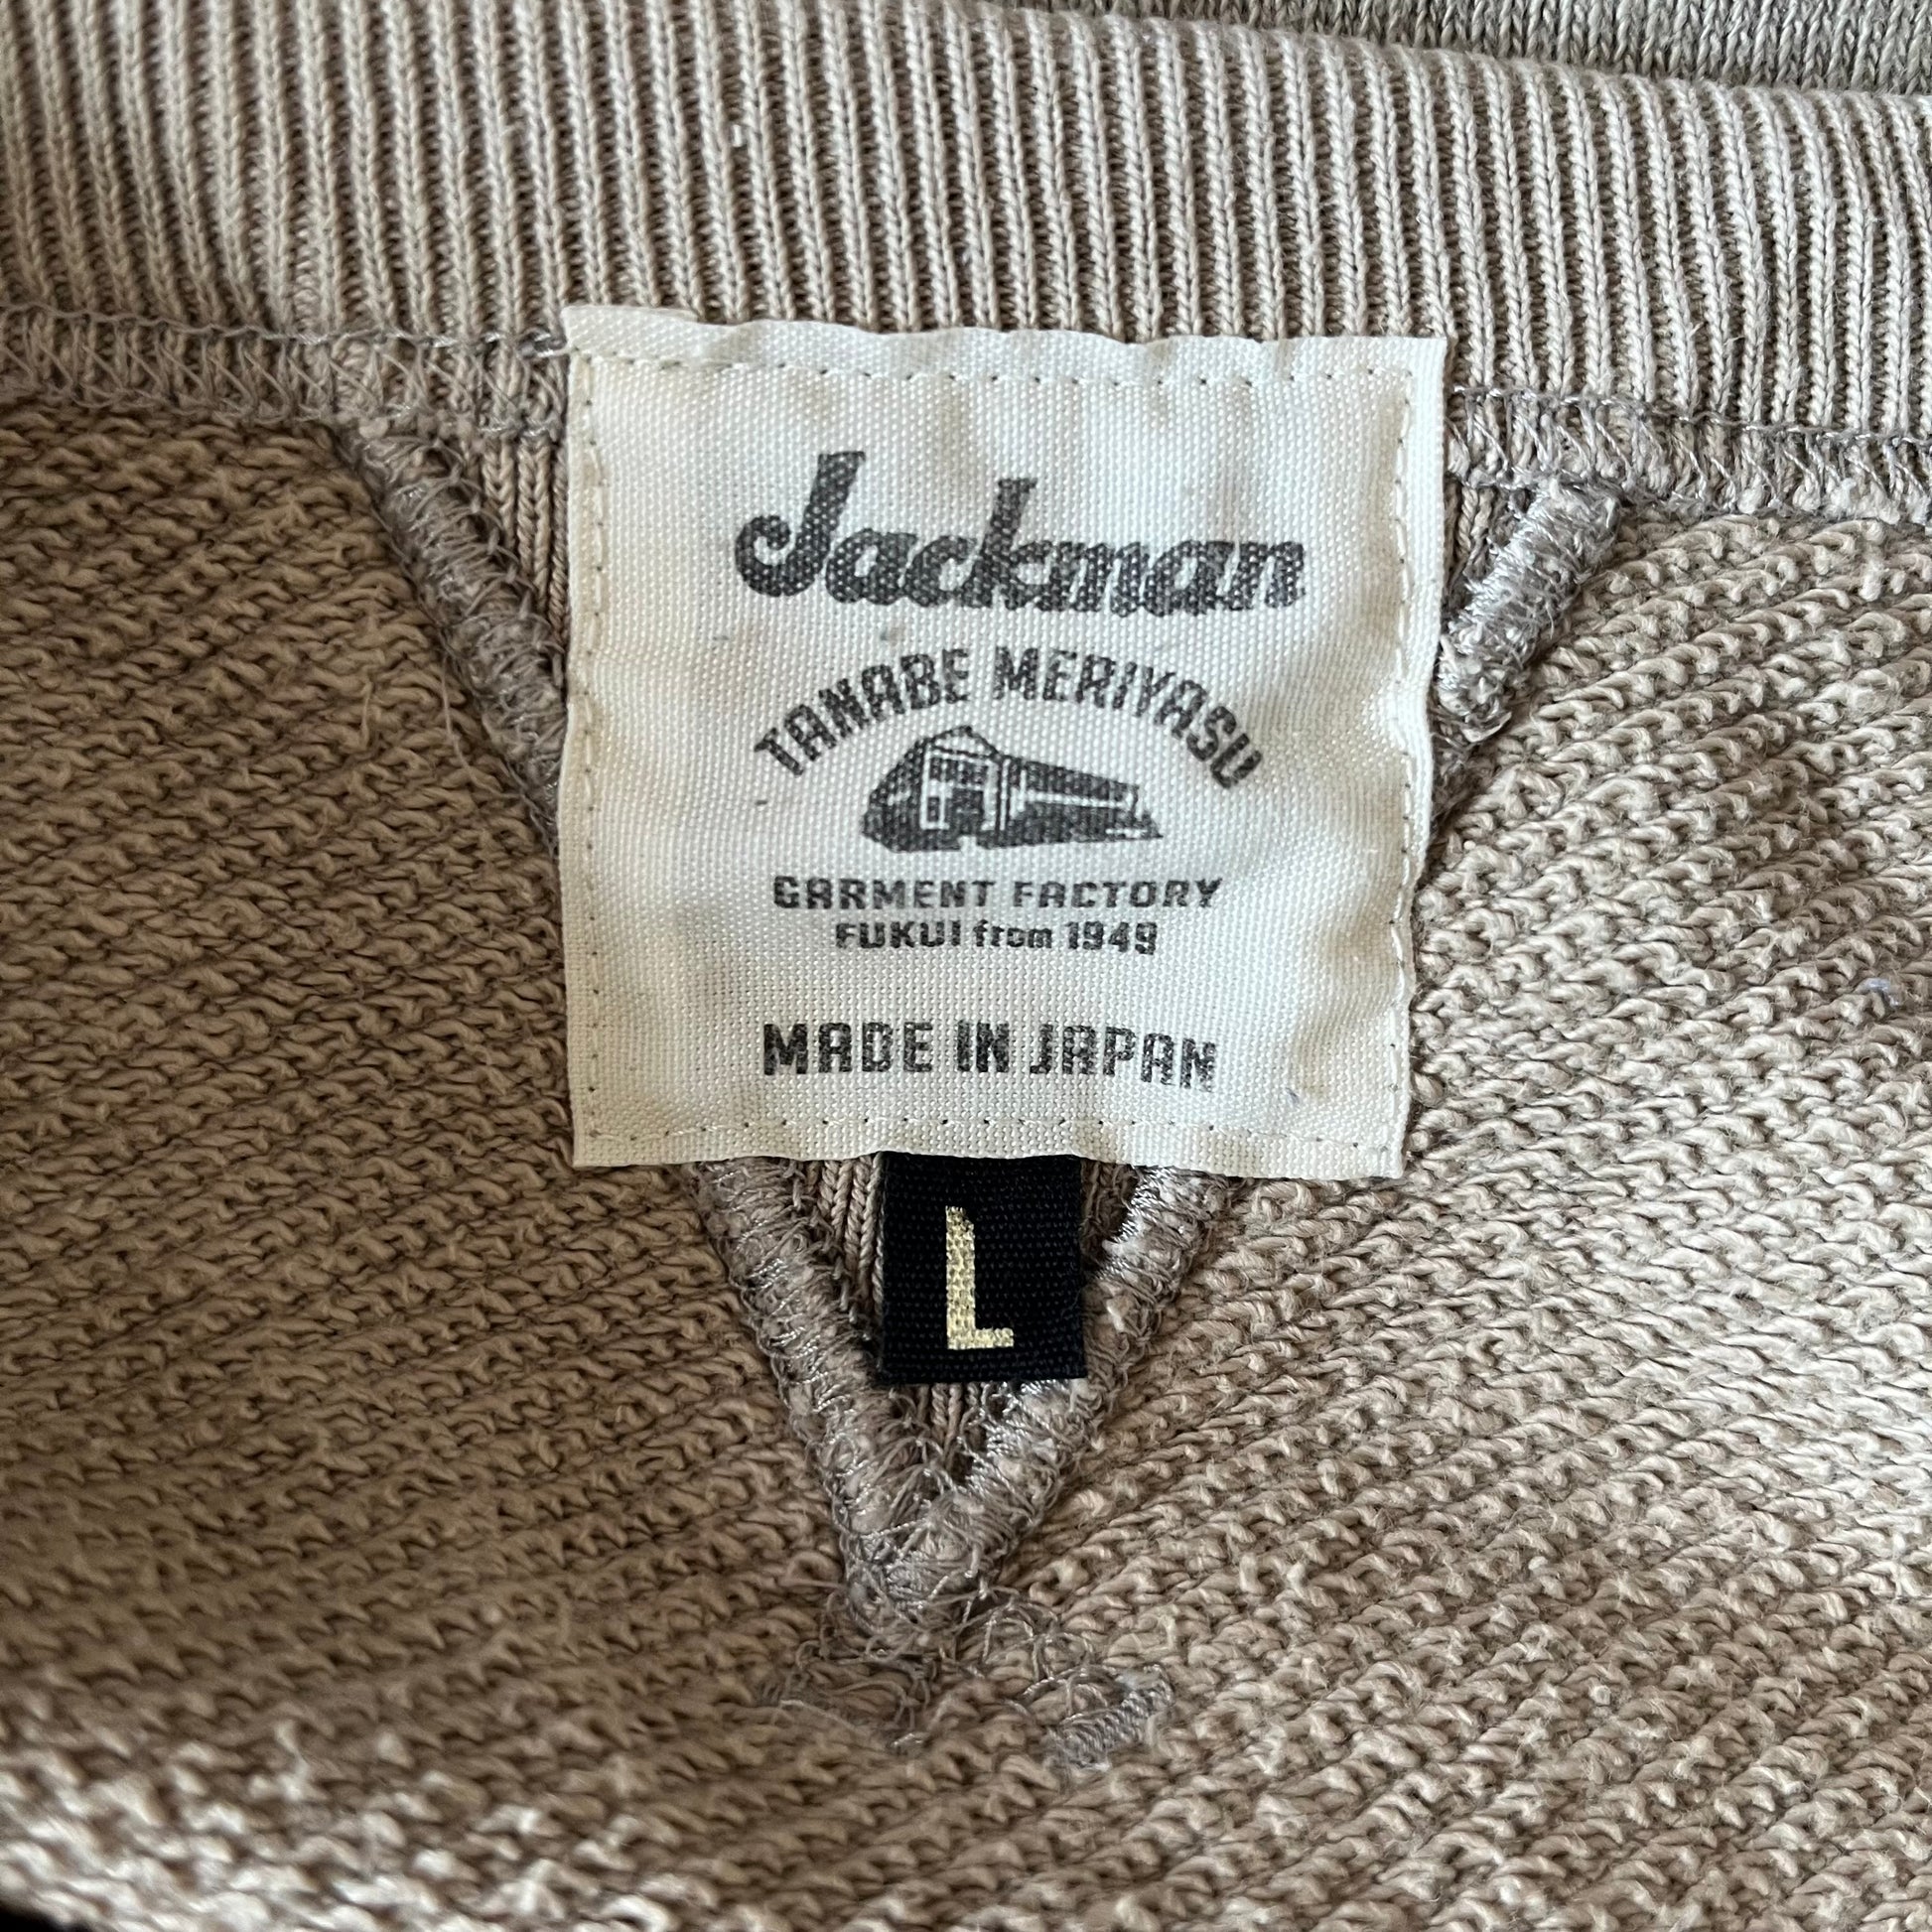 Jackman
TANABE MERIYASU
GARMENT FACTORY
FUKUI from 1949
MADE IN JAPAN
L